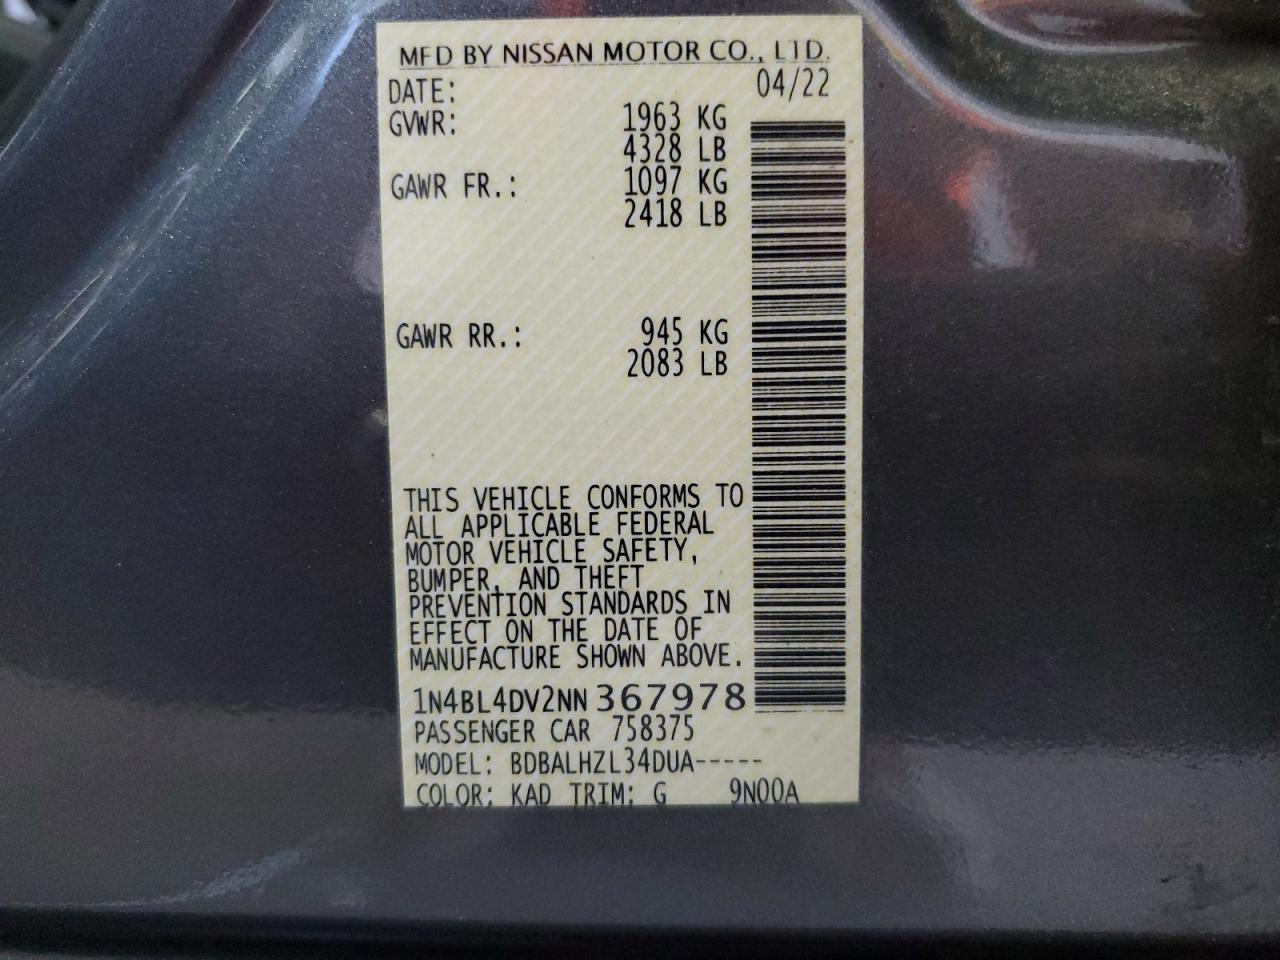 MFD BY NISSAN MOTOR CO., LTD.
DATE: 04/22
GVWR: 1963 KG
4328 LB
GAWR FR.: 1097 KG
2418 LB
GAWR RR.: 945 KG
2083 LB
THIS VEHICLE CONFORMS TO
ALL APPLICABLE FEDERAL
MOTOR VEHICLE SAFETY,
BUMPER, AND THEFT
PREVENTION STANDARDS IN
EFFECT ON THE DATE OF
MANUFACTURE SHOWN ABOVE.
1N4BL4DV2NN367978
PASSENGER CAR 758375
MODEL: BDBALHZL34DUA-----
COLOR: KAD TRIM: G 9N00A